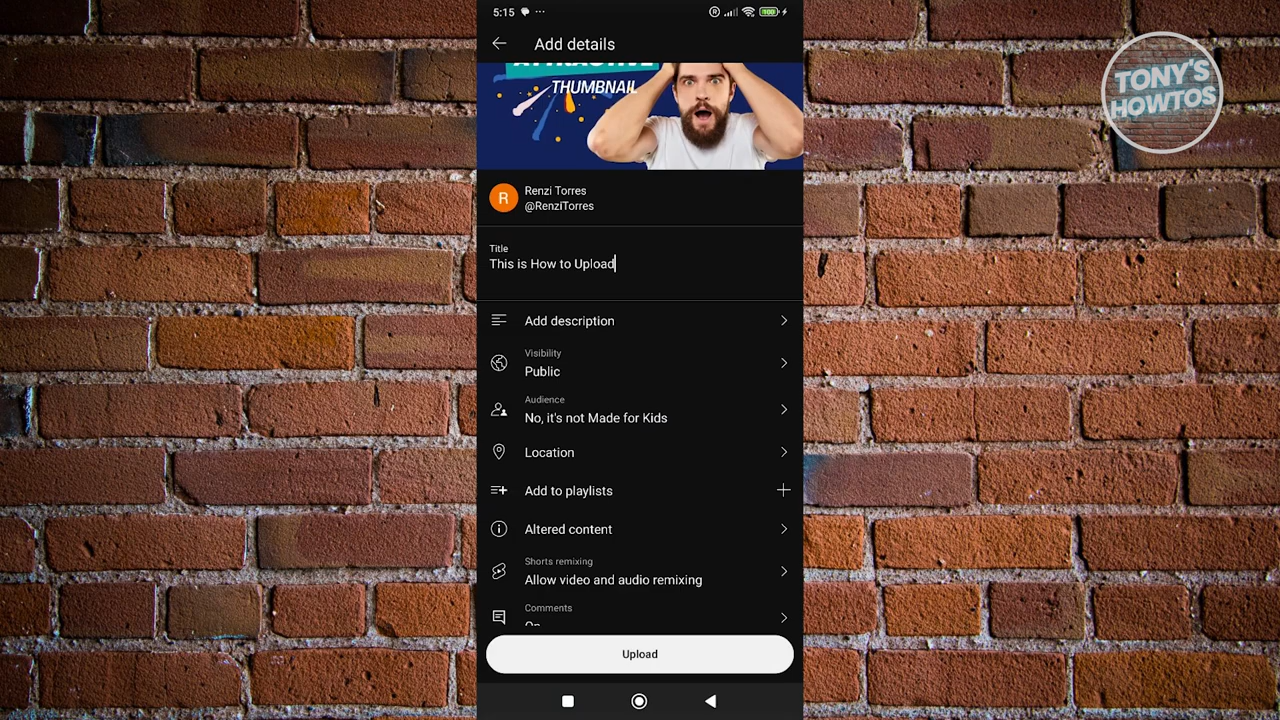 5:15
Add details
THUMBNAIL
R
Renzi Torres
@RenziTorres
Title
This is How to Upload
Add description
Visibility
Public
Audience
No, it's not Made for Kids
Location
Add to playlists
Altered content
Shorts remixing
Allow video and audio remixing
Comments
On
Upload
TONY'S
HOWTOS